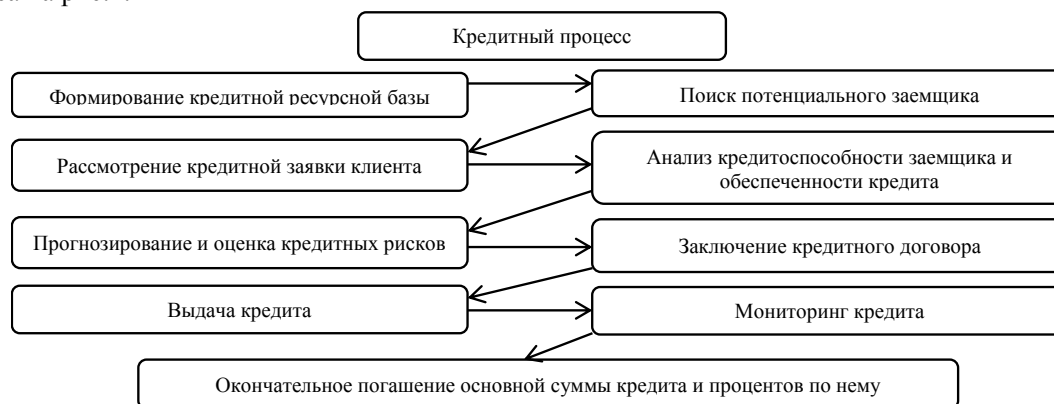 Кредитный процесс
Формирование кредитной ресурсной базы
Поиск потенциального заемщика
Рассмотрение кредитной заявки клиента
Анализ кредитоспособности заемщика и
обеспеченности кредита
Прогнозирование и оценка кредитных рисков
Заключение кредитного договора
Выдача кредита
Мониторинг кредита
Окончательное погашение основной суммы кредита и процентов по нему